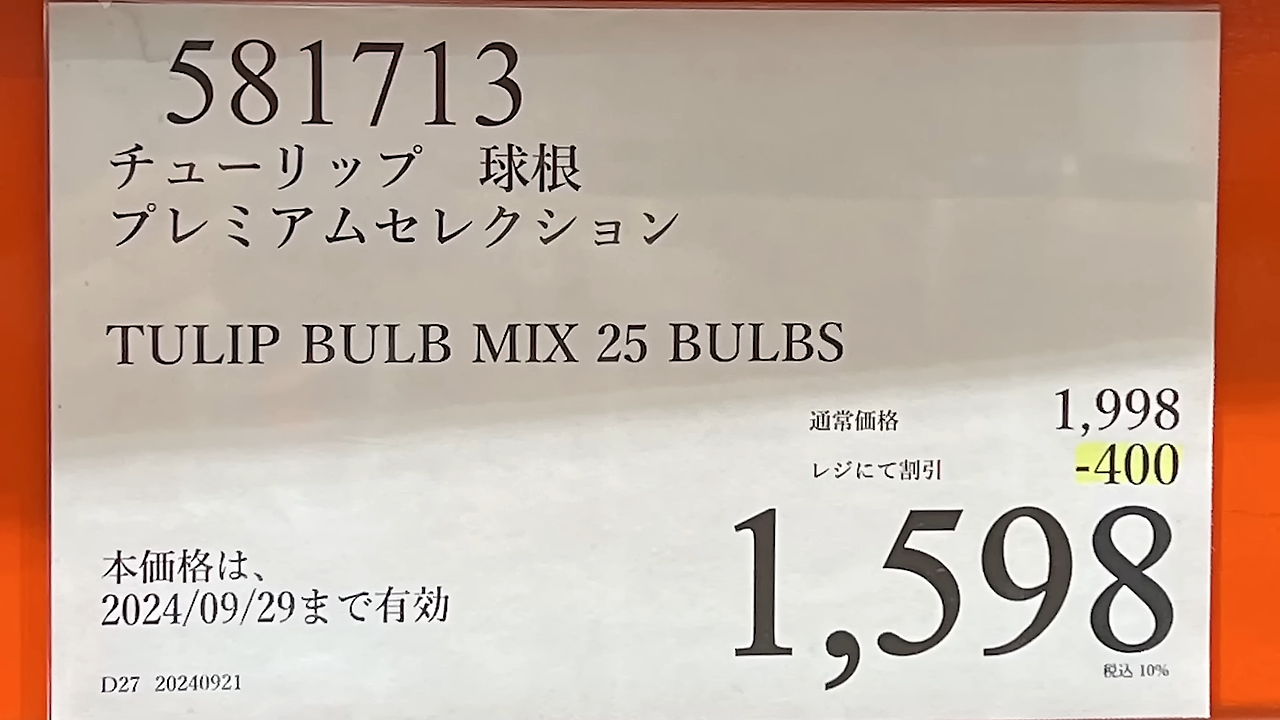 581713
チューリップ　球根
プレミアムセレクション
TULIP BULB MIX 25 BULBS
通常価格 1,998
レジにて割引 -400
1,598
税込 10%
本価格は、
2024/09/29まで有効
D27 20240921